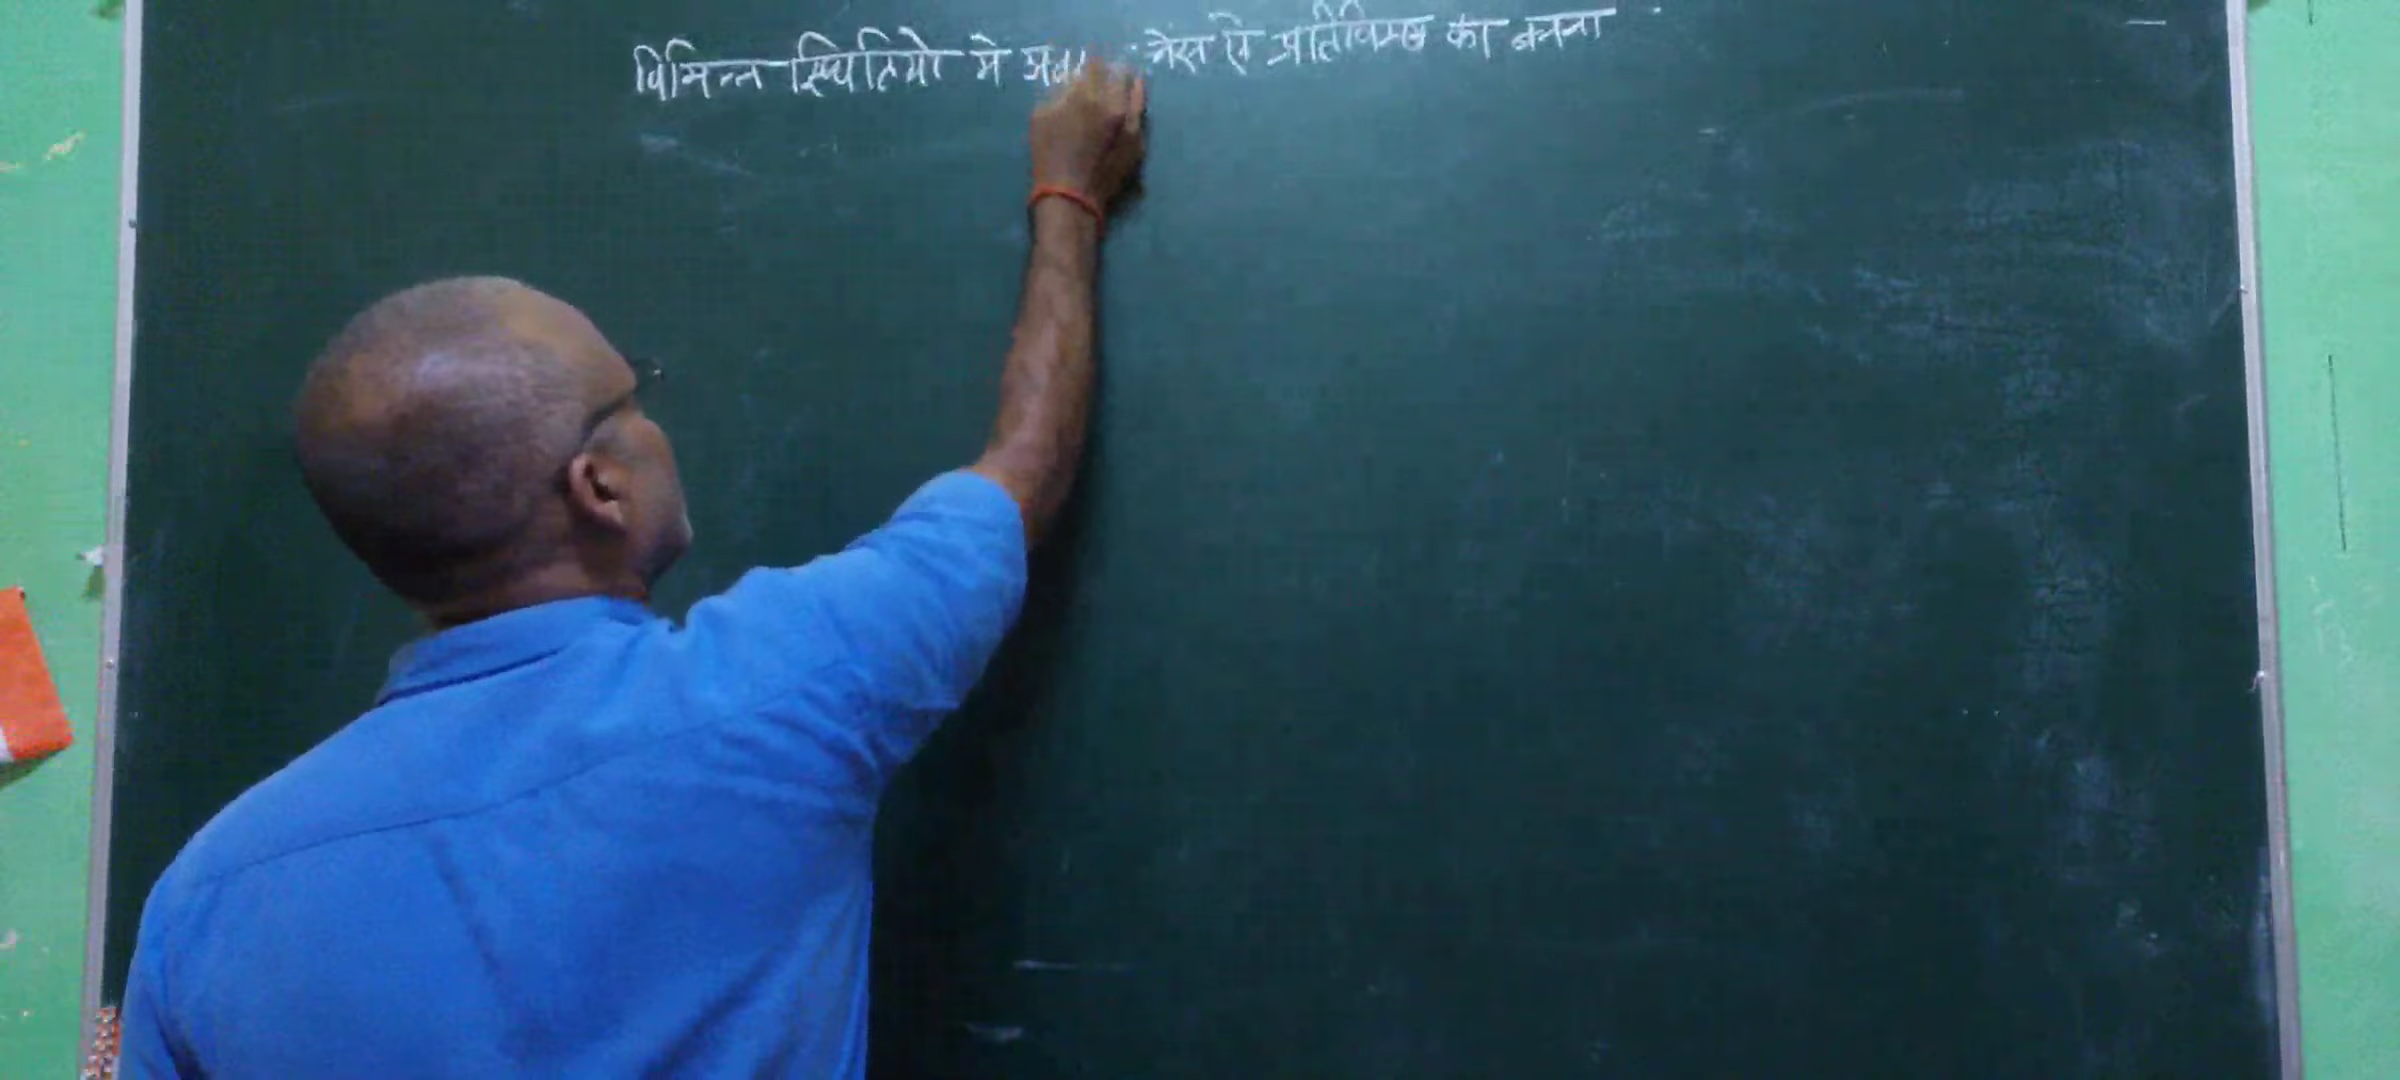 विभिन्न स्थितियो मे लेंस से प्रतिविम्ब का बनना